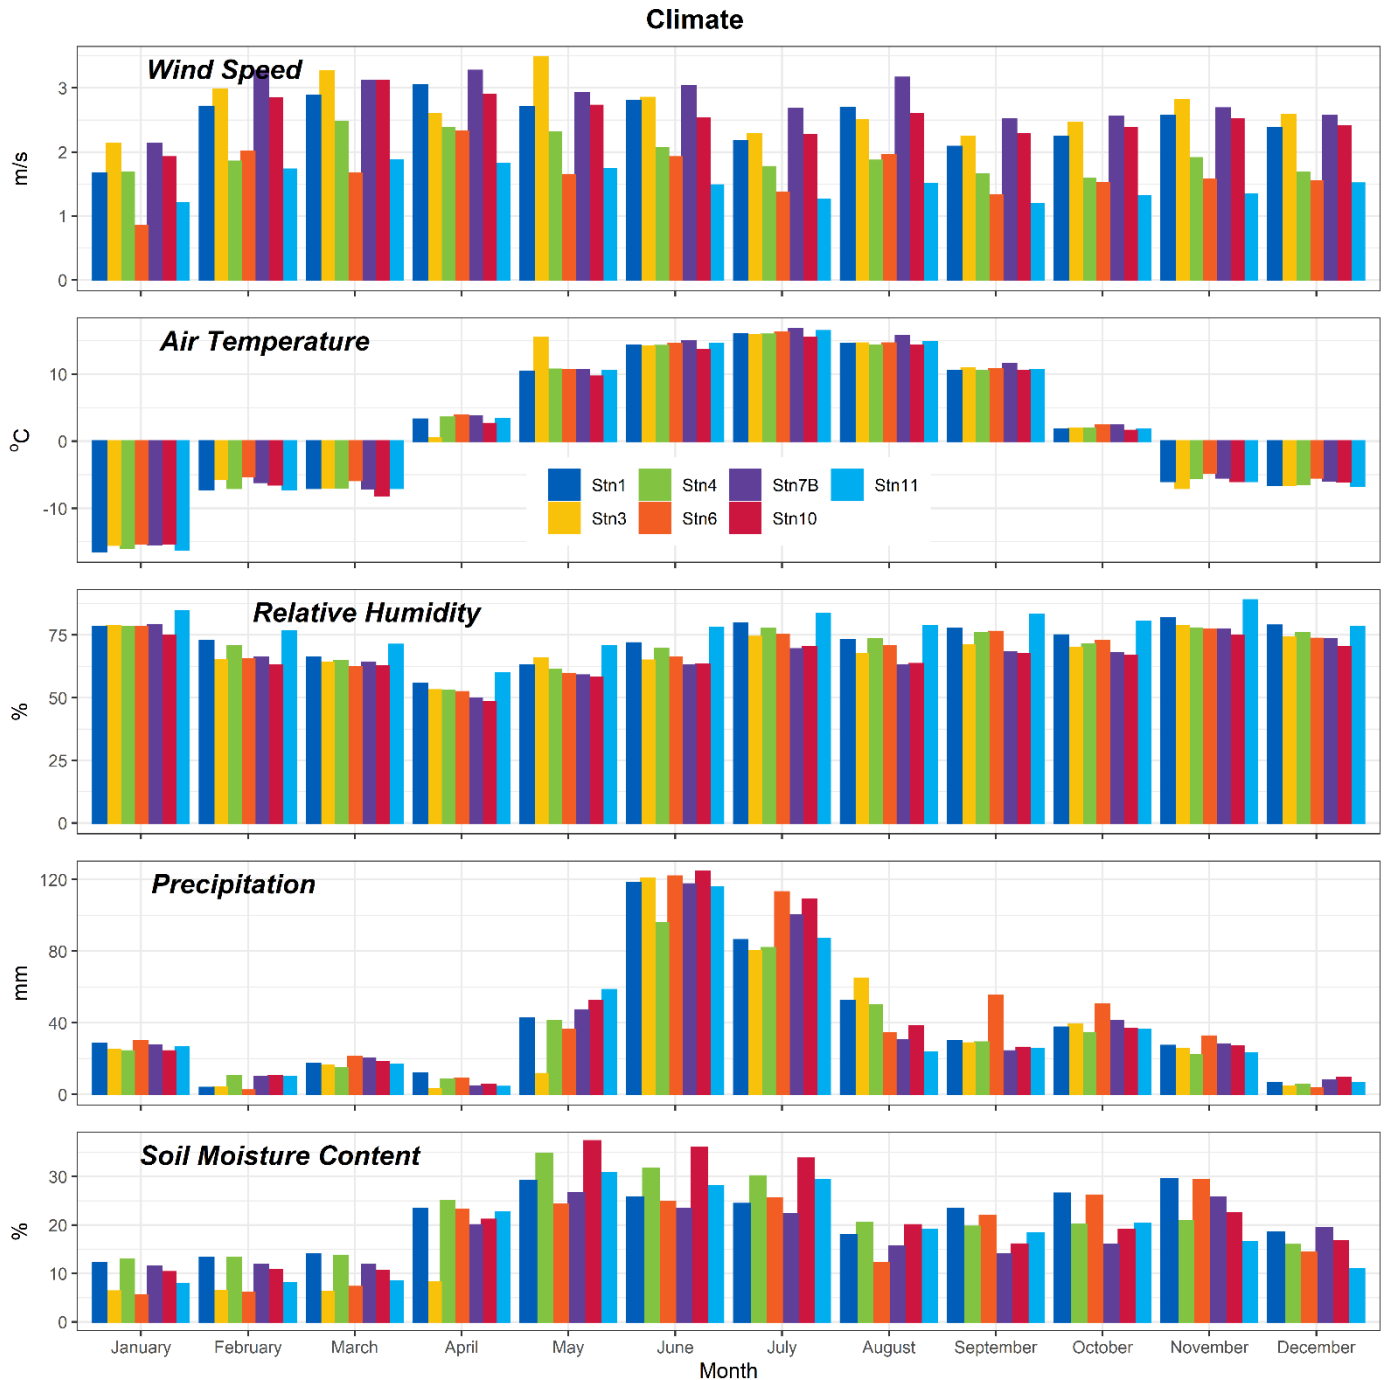 Climate
Wind Speed
3
2
1
0
m/s
Air Temperature
10
0
-10
oC
Stn1 Stn4 Stn7B Stn11
Stn3 Stn6 Stn10
Relative Humidity
75
50
25
0
%
Precipitation
120
80
40
0
mm
Soil Moisture Content
30
20
10
0
%
January February March April May June July August September October November December
Month